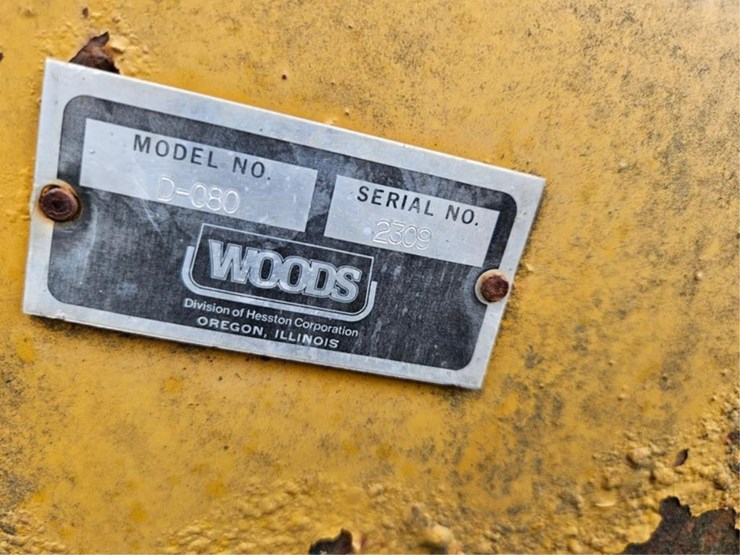 MODEL NO.
D-080
SERIAL NO.
2309
WOODS
Division of Hesston Corporation
OREGON, ILLINOIS